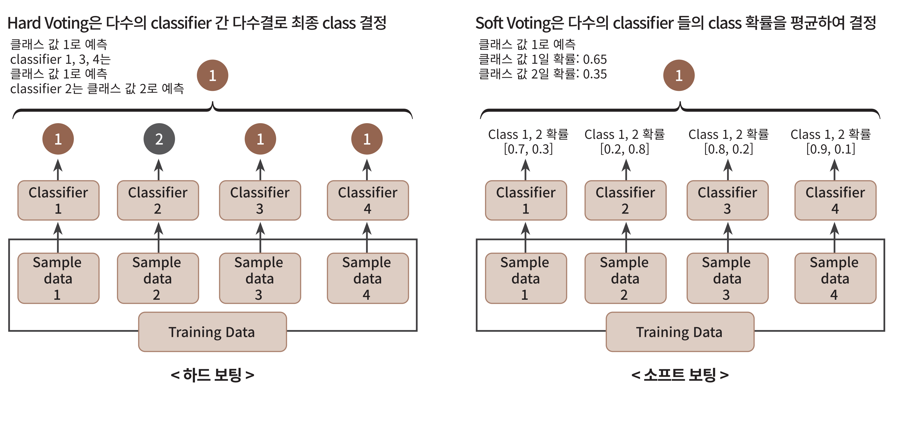 Hard Voting은 다수의 classifier 간 다수결로 최종 class 결정
클래스 값 1로 예측
classifier 1, 3, 4는
클래스 값 1로 예측
classifier 2는 클래스 값 2로 예측
1
1
2
1
1
Classifier
1
Classifier
2
Classifier
3
Classifier
4
Sample
data
1
Sample
data
2
Sample
data
3
Sample
data
4
Training Data
< 하드 보팅 >
Soft Voting은 다수의 classifier 들의 class 확률을 평균하여 결정
클래스 값 1로 예측
클래스 값 1일 확률: 0.65
클래스 값 2일 확률: 0.35
1
Class 1, 2 확률
[0.7, 0.3]
Class 1, 2 확률
[0.2, 0.8]
Class 1, 2 확률
[0.8, 0.2]
Class 1, 2 확률
[0.9, 0.1]
Classifier
1
Classifier
2
Classifier
3
Classifier
4
Sample
data
1
Sample
data
2
Sample
data
3
Sample
data
4
Training Data
< 소프트 보팅 >